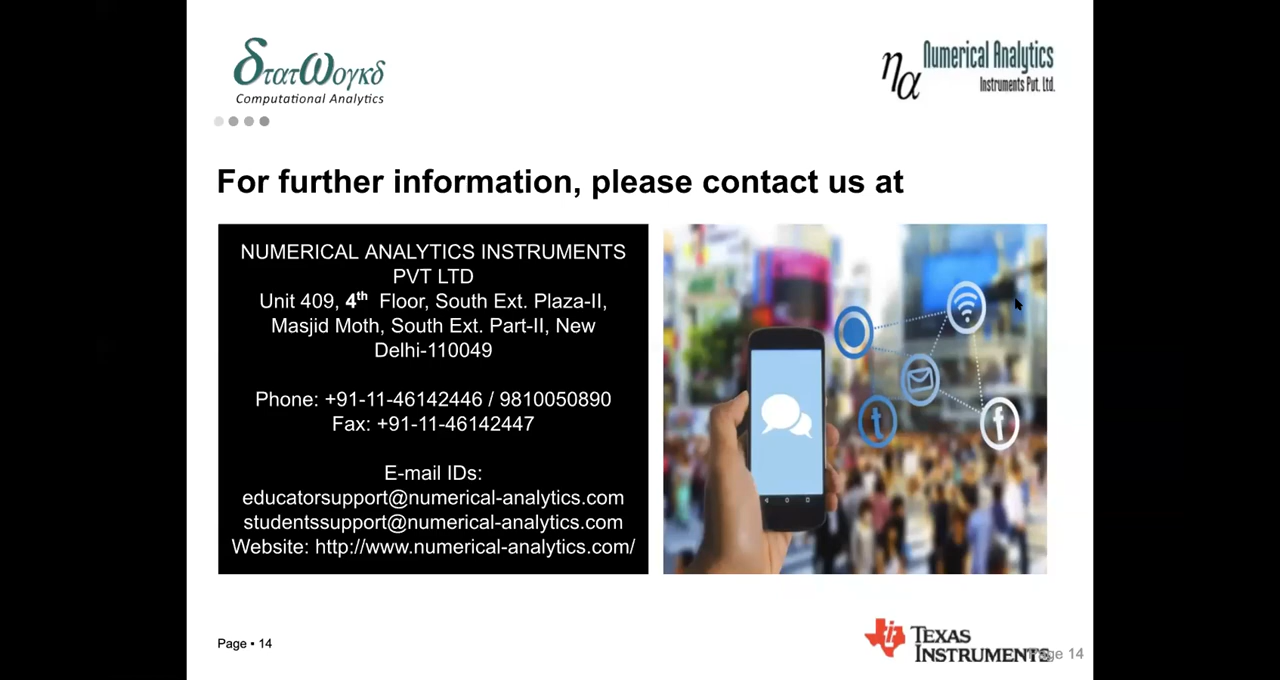 δτατωογκδ
Computational Analytics
ηα
Numerical Analytics
Instruments Pvt. Ltd.
For further information, please contact us at
NUMERICAL ANALYTICS INSTRUMENTS
PVT LTD
Unit 409, 4th Floor, South Ext. Plaza-II,
Masjid Moth, South Ext. Part-II, New
Delhi-110049
Phone: +91-11-46142446 / 9810050890
Fax: +91-11-46142447
E-mail IDs:
educatorsupport@numerical-analytics.com
studentssupport@numerical-analytics.com
Website: http://www.numerical-analytics.com/
t
f
Page ▪ 14
ti
TEXAS
INSTRUMENTS
Page 14